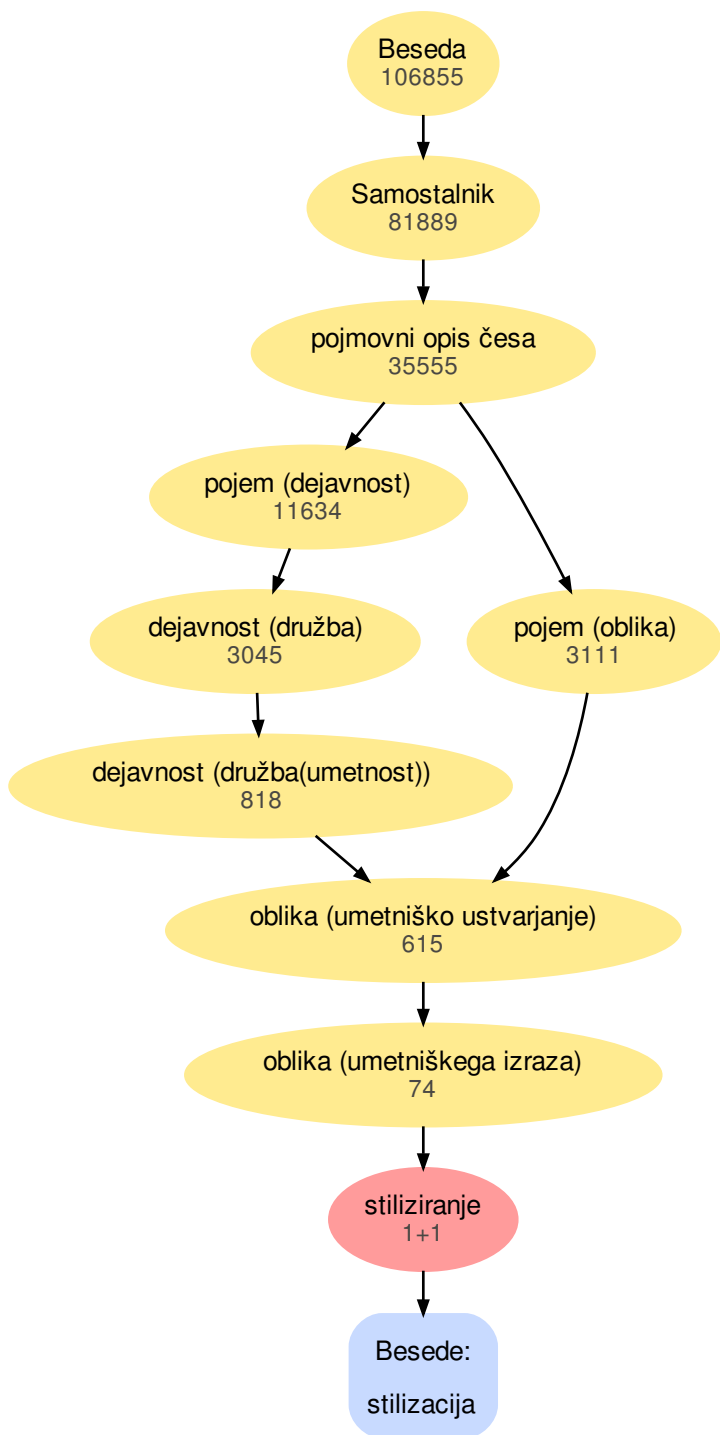 Beseda
106855
Samostalnik
81889
pojmovni opis česa
35555
pojem (dejavnost)
11634
dejavnost (družba)
3045
pojem (oblika)
3111
dejavnost (družba(umetnost))
818
oblika (umetniško ustvarjanje)
615
oblika (umetniškega izraza)
74
stiliziranje
1+1
Besede:
stilizacija